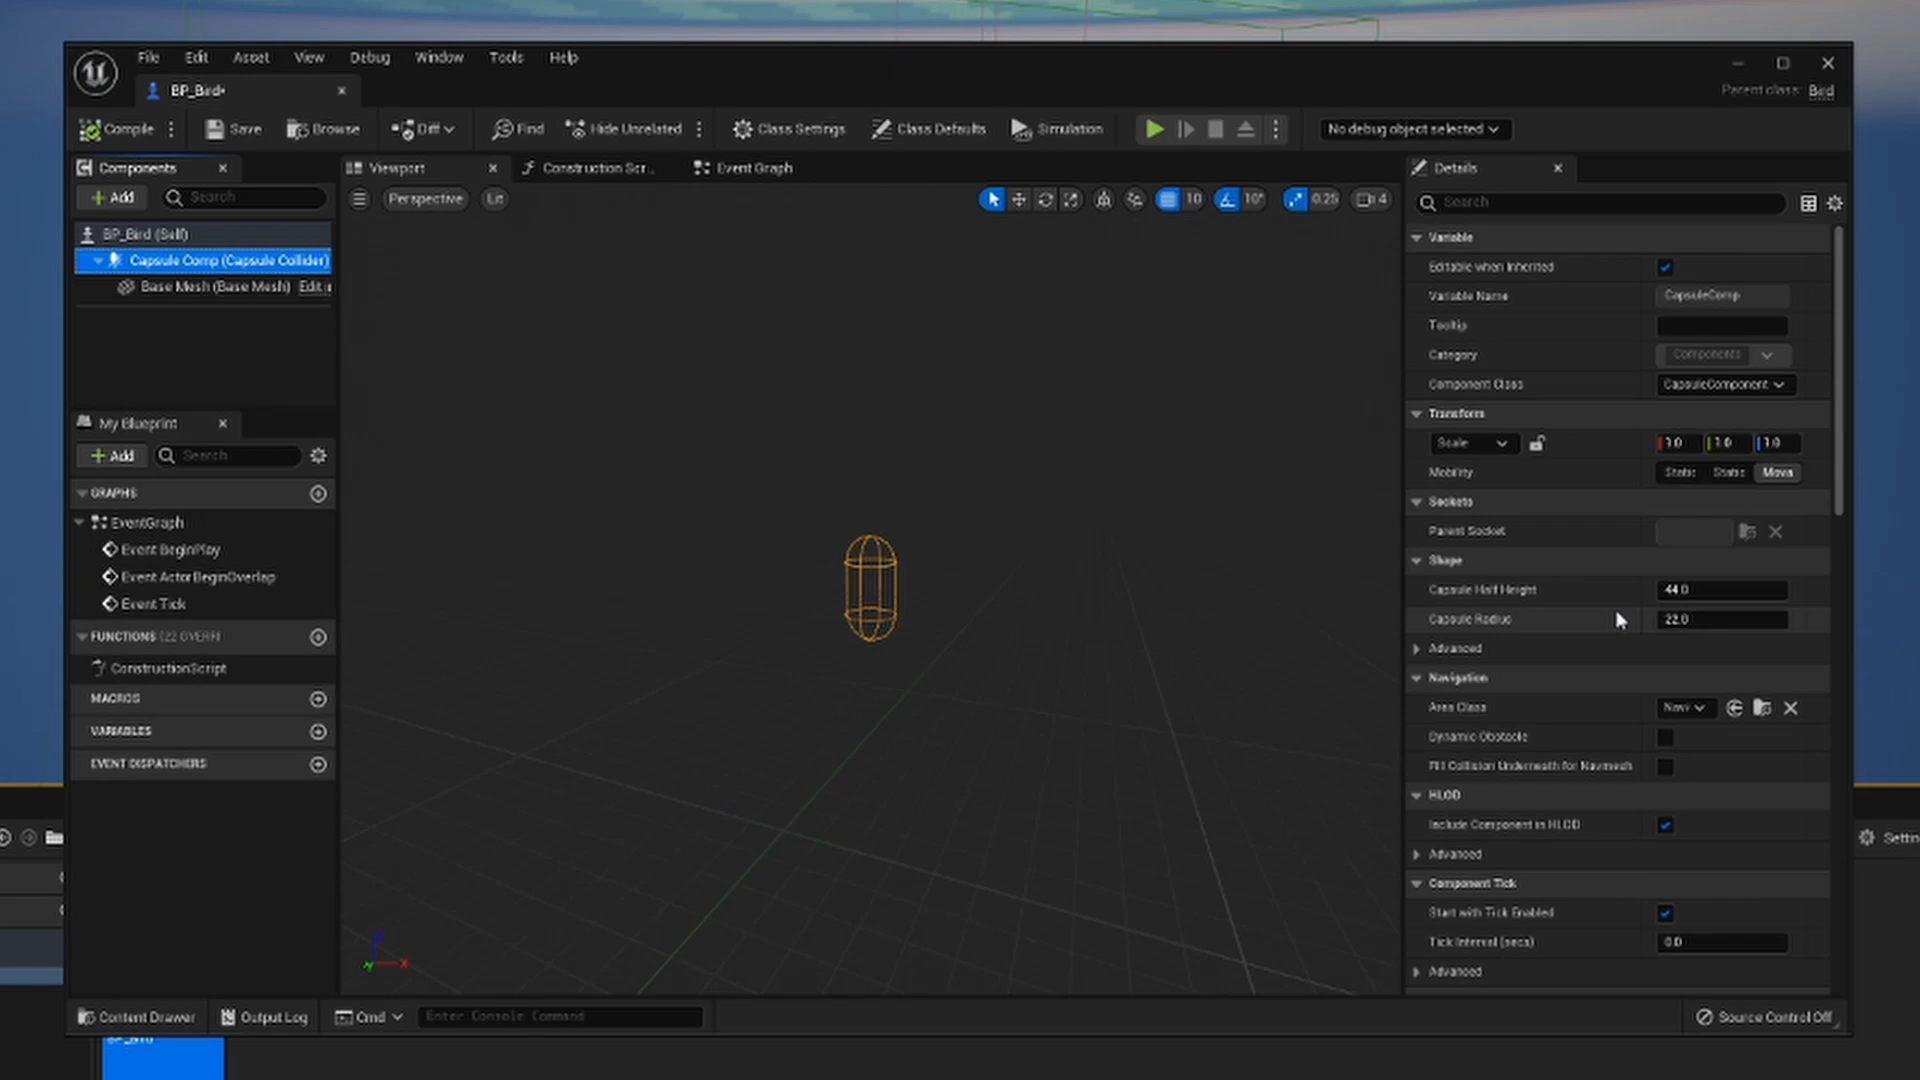 File Edit Asset View Debug Window Tools Help
BP_Bird•
Parent class: Bird
Compile Save Browse Diff Find Hide Unrelated Class Settings Class Defaults Simulation No debug object selected
Components Viewport Construction Scr... Event Graph Details
Add Search Perspective Lit 10 10° 0.25 4 Search
BP_Bird (Self)
Capsule Comp (Capsule Collider)
Base Mesh (Base Mesh) Edit
My Blueprint
Add Search
GRAPHS
EventGraph
Event BeginPlay
Event ActorBeginOverlap
Event Tick
FUNCTIONS (22 OVERRI
ConstructionScript
MACROS
VARIABLES
EVENT DISPATCHERS
Variable
Editable when Inherited
Variable Name CapsuleComp
Tooltip
Category Components
Component Class CapsuleComponent
Transform
Scale 1.0 1.0 1.0
Mobility Static Static Mova
Sockets
Parent Socket
Shape
Capsule Half Height 44.0
Capsule Radius 22.0
Advanced
Navigation
Area Class Navi
Dynamic Obstacle
Fill Collision Underneath for Navmesh
HLOD
Include Component in HLOD
Advanced
Component Tick
Start with Tick Enabled
Tick Interval (secs) 0.0
Advanced
Z
Y X
Content Drawer Output Log Cmd Enter Console Command Source Control Off
Settin
BP_Bird